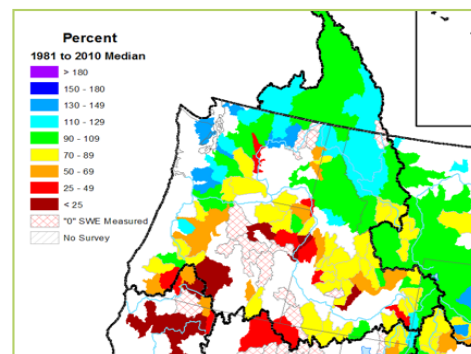 Percent
1981 to 2010 Median
> 180
150 - 180
130 - 149
110 - 129
90 - 109
70 - 89
50 - 69
25 - 49
< 25
"0" SWE Measured
No Survey